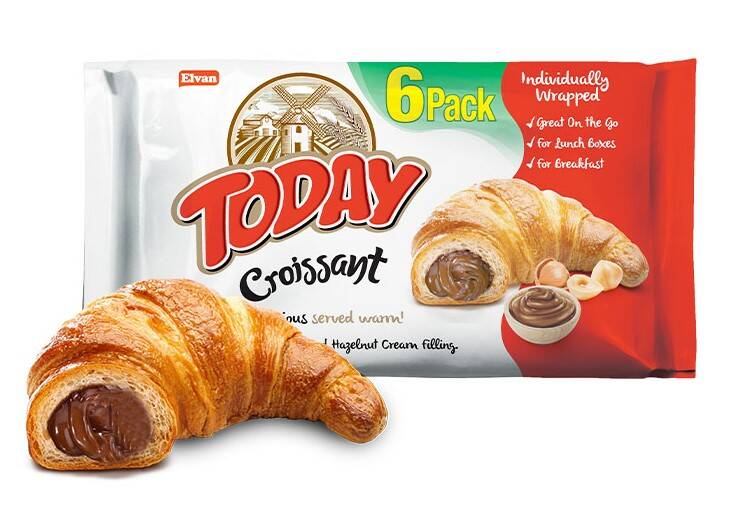 Elvan
6Pack
Individually
Wrapped
✓ Great On the Go
✓ For Lunch Boxes
✓ For Breakfast
TODAY
Croissant
served warm!
Hazelnut Cream filling.